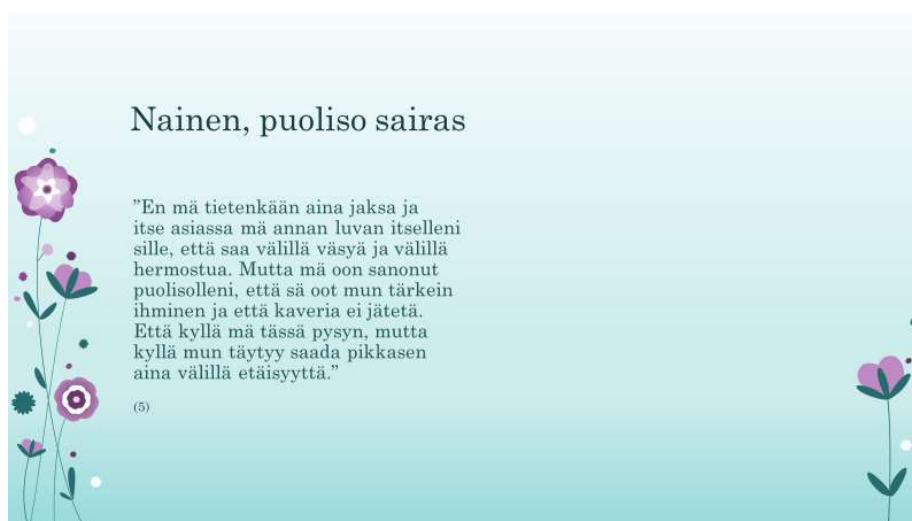 Nainen, puoliso sairas
”En mä tietenkään aina jaksa ja
itse asiassa mä annan luvan itselleni
sille, että saa välillä väsyä ja välillä
hermostua. Mutta mä oon sanonut
puolisolleni, että sä oot mun tärkein
ihminen ja että kaveria ei jätetä.
Että kyllä mä tässä pysyn, mutta
kyllä mun täytyy saada pikkasen
aina välillä etäisyyttä.”
(5)